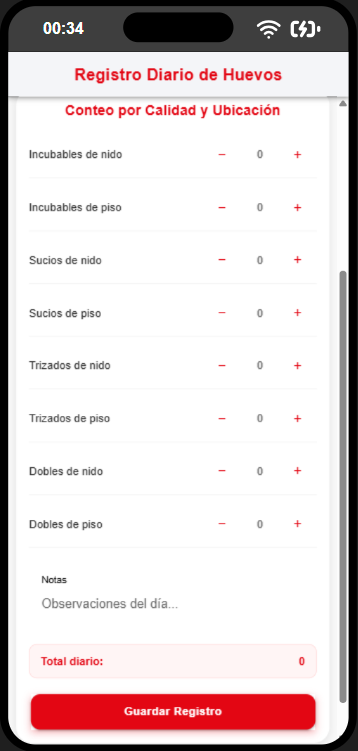 00:34
Registro Diario de Huevos
Conteo por Calidad y Ubicación
Incubables de nido − 0 +
Incubables de piso − 0 +
Sucios de nido − 0 +
Sucios de piso − 0 +
Trizados de nido − 0 +
Trizados de piso − 0 +
Dobles de nido − 0 +
Dobles de piso − 0 +
Notas
Observaciones del día...
Total diario: 0
Guardar Registro